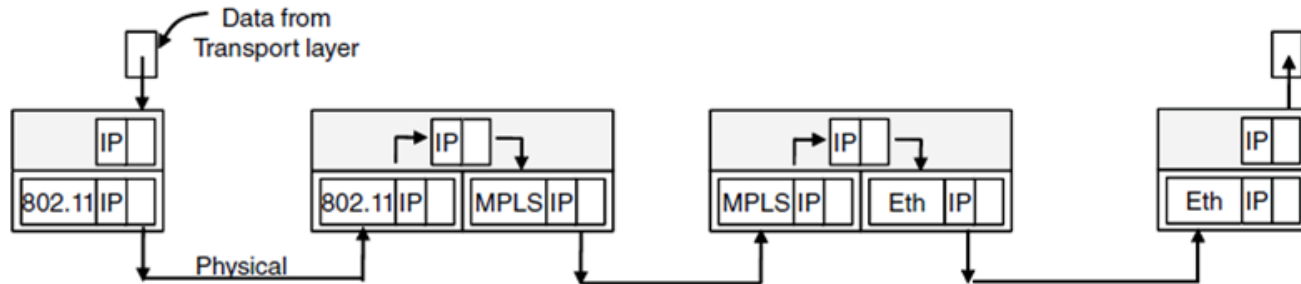 Data from
Transport layer
IP
IP
IP
IP
802.11 IP
802.11 IP
MPLS IP
MPLS IP
Eth IP
Eth IP
Physical